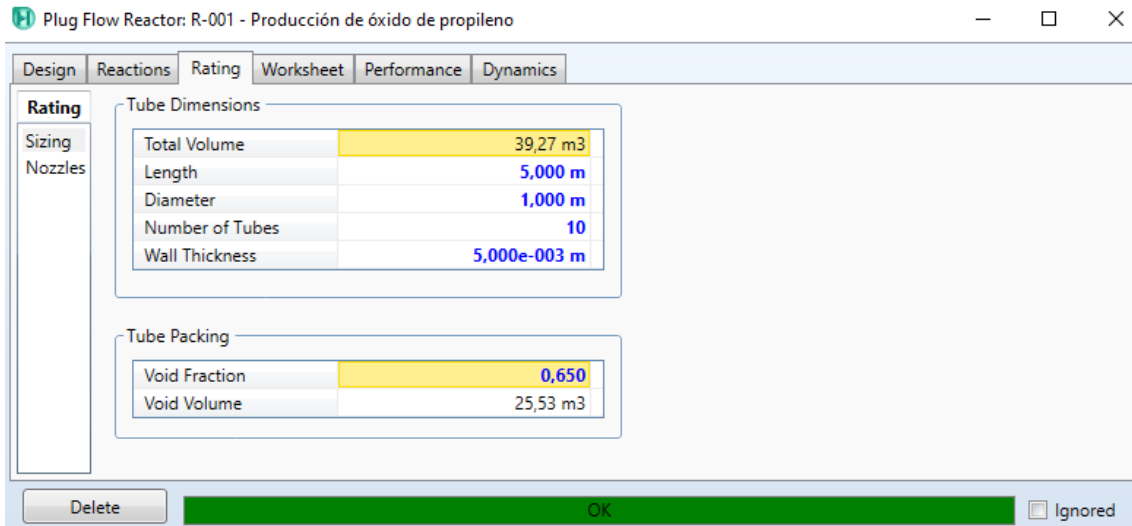 Plug Flow Reactor: R-001 - Producción de óxido de propileno
Design Reactions Rating Worksheet Performance Dynamics
Rating
Sizing
Nozzles
Tube Dimensions
Total Volume 39,27 m3
Length 5,000 m
Diameter 1,000 m
Number of Tubes 10
Wall Thickness 5,000e-003 m
Tube Packing
Void Fraction 0,650
Void Volume 25,53 m3
Delete OK Ignored